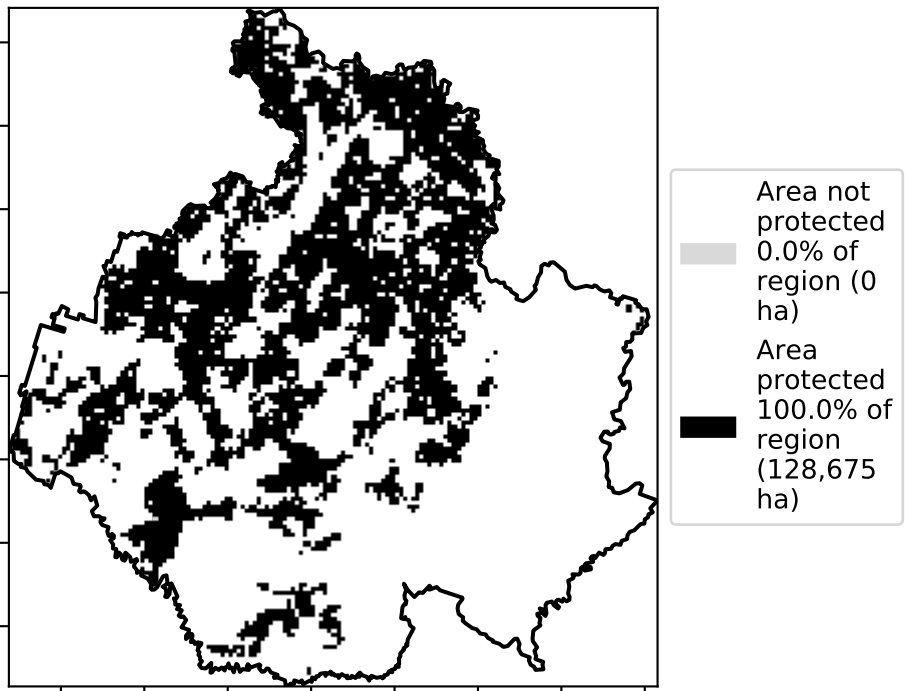 Area not
protected
0.0% of
region (0
ha)
Area
protected
100.0% of
region
(128,675
ha)